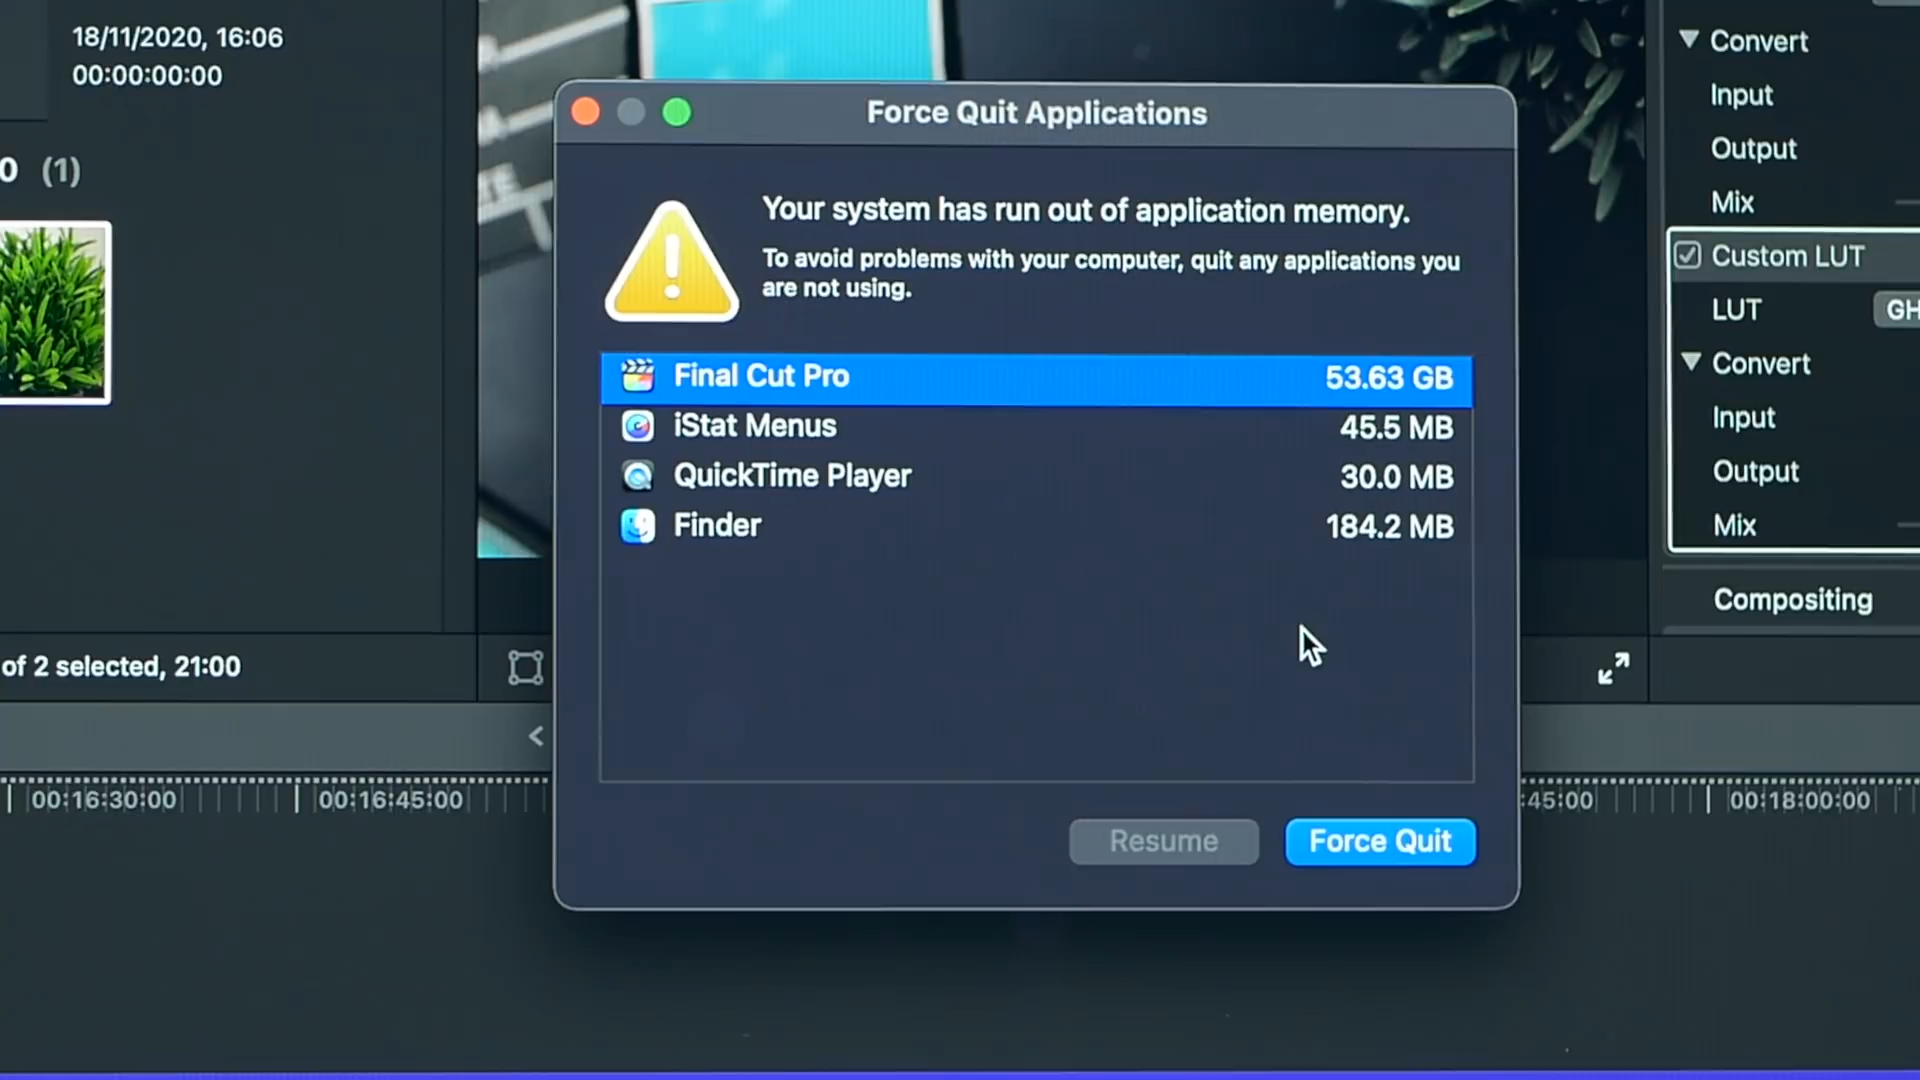 18/11/2020, 16:06
00:00:00:00
0 (1)
of 2 selected, 21:00
<
Force Quit Applications
Your system has run out of application memory.
To avoid problems with your computer, quit any applications you
are not using.
Final Cut Pro 53.63 GB
iStat Menus 45.5 MB
QuickTime Player 30.0 MB
Finder 184.2 MB
Resume Force Quit
Convert
Input
Output
Mix
Custom LUT
LUT GH
Convert
Input
Output
Mix
Compositing
00:16:30:00 00:16:45:00 :45:00 00:18:00:00